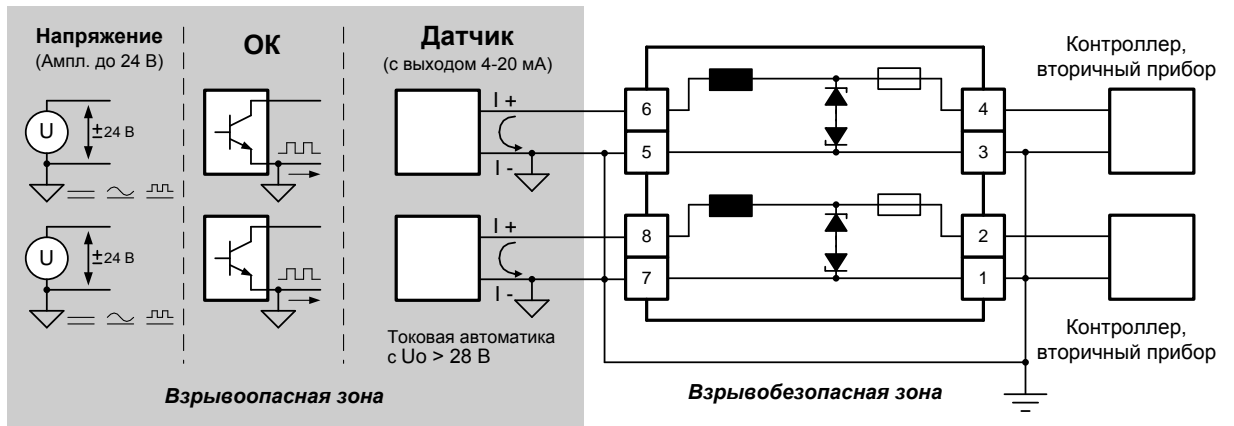 Напряжение
(Ампл. до 24 В)
ОК
Датчик
(с выходом 4-20 мА)
Контроллер,
вторичный прибор
U
±24 В
I +
I -
6
5
4
3
U
±24 В
I +
I -
8
7
2
1
Токовая автоматика
с Uo > 28 В
Контроллер,
вторичный прибор
Взрывоопасная зона
Взрывобезопасная зона